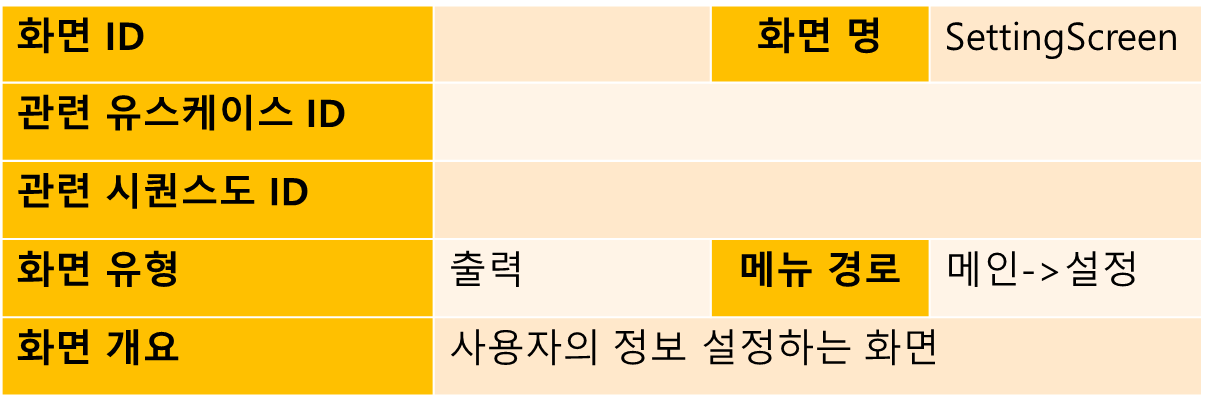 화면 ID 화면 명 SettingScreen
관련 유스케이스 ID
관련 시퀀스도 ID
화면 유형 출력 메뉴 경로 메인->설정
화면 개요 사용자의 정보 설정하는 화면